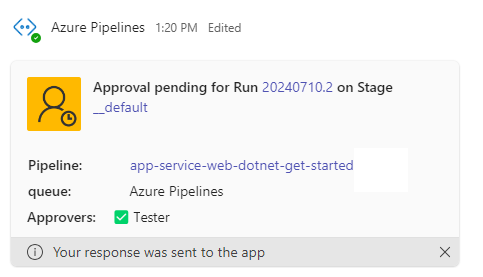 Azure Pipelines 1:20 PM Edited
Approval pending for Run 20240710.2 on Stage
__default
Pipeline: app-service-web-dotnet-get-started
queue: Azure Pipelines
Approvers: Tester
Your response was sent to the app